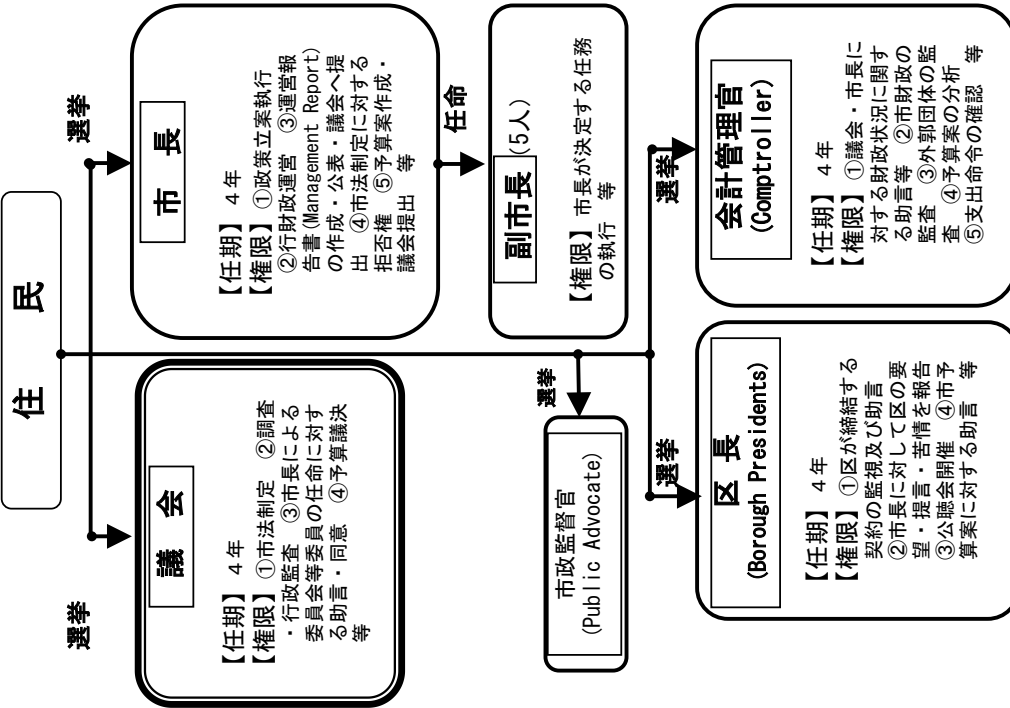 住　民
選挙
選挙
議　会
【任期】　４年
【権限】　①市法制定　②調査
・行政監査　③市長による
委員会等委員の任命に対す
る助言・同意　④予算議決
等
市　長
【任期】　４年
【権限】　①政策立案執行
②行財政運営　③運営報
告書(Management Report)
の作成・公表・議会へ提
出　④市法制定に対する
拒否権　⑤予算案作成・
議会提出　等
任命
副市長(5人)
【権限】市長が決定する任務
の執行　等
選挙
市政監督官
(Public Advocate)
選挙
区　長
(Borough Presidents)
【任期】　４年
【権限】　①区が締結する
契約の監視及び助言
②市長に対して区の要
望・提言・苦情を報告
③公聴会開催　④市予
算案に対する助言　等
選挙
会計管理官
(Comptroller)
【任期】　４年
【権限】　①議会・市長に
対する財政状況に関す
る助言等　②市財政の
監査　③外郭団体の監
査　④予算案の分析
⑤支出命令の確認　等